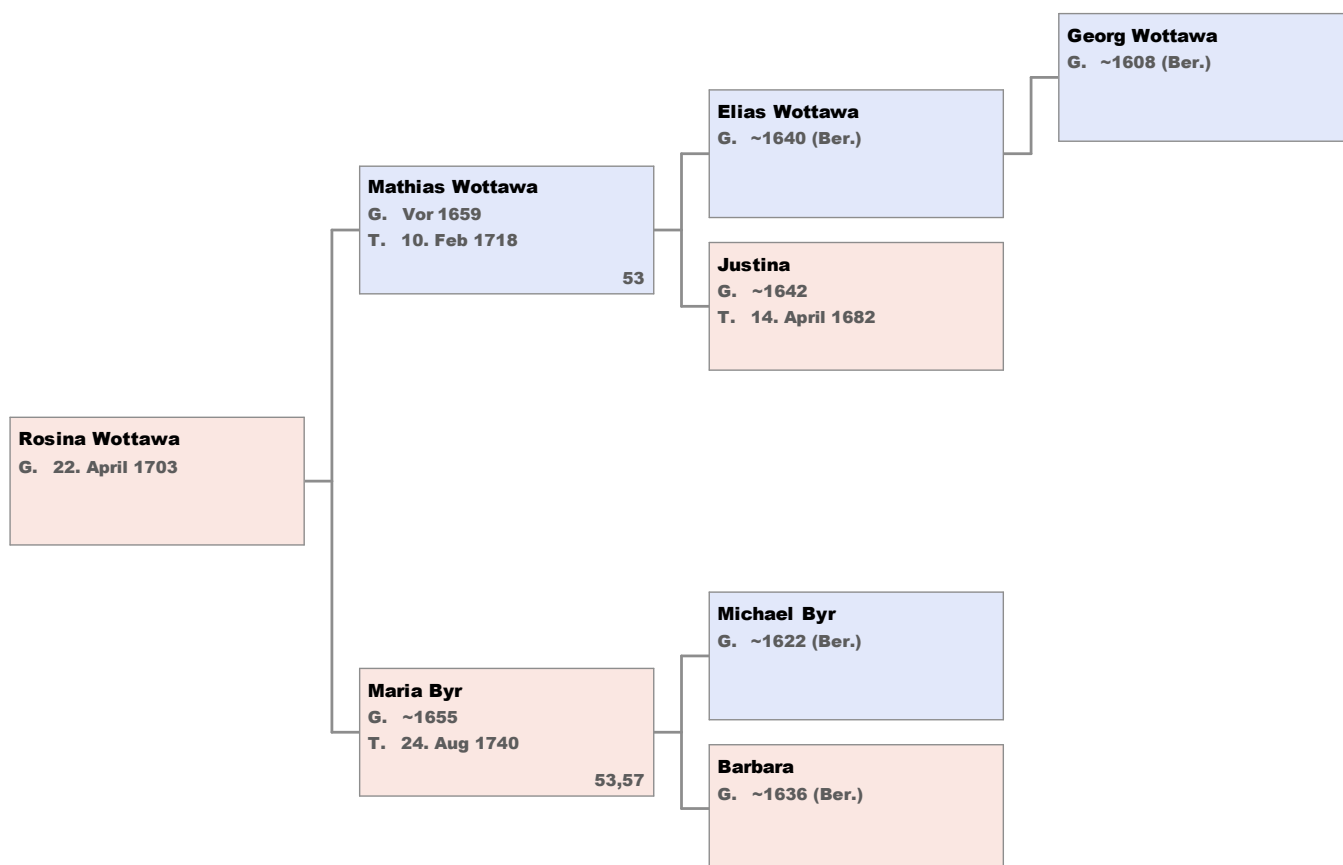 Georg Wottawa
G. ~1608 (Ber.)
Elias Wottawa
G. ~1640 (Ber.)
Mathias Wottawa
G. Vor 1659
T. 10. Feb 1718
53
Justina
G. ~1642
T. 14. April 1682
Rosina Wottawa
G. 22. April 1703
Michael Byr
G. ~1622 (Ber.)
Maria Byr
G. ~1655
T. 24. Aug 1740
53,57
Barbara
G. ~1636 (Ber.)